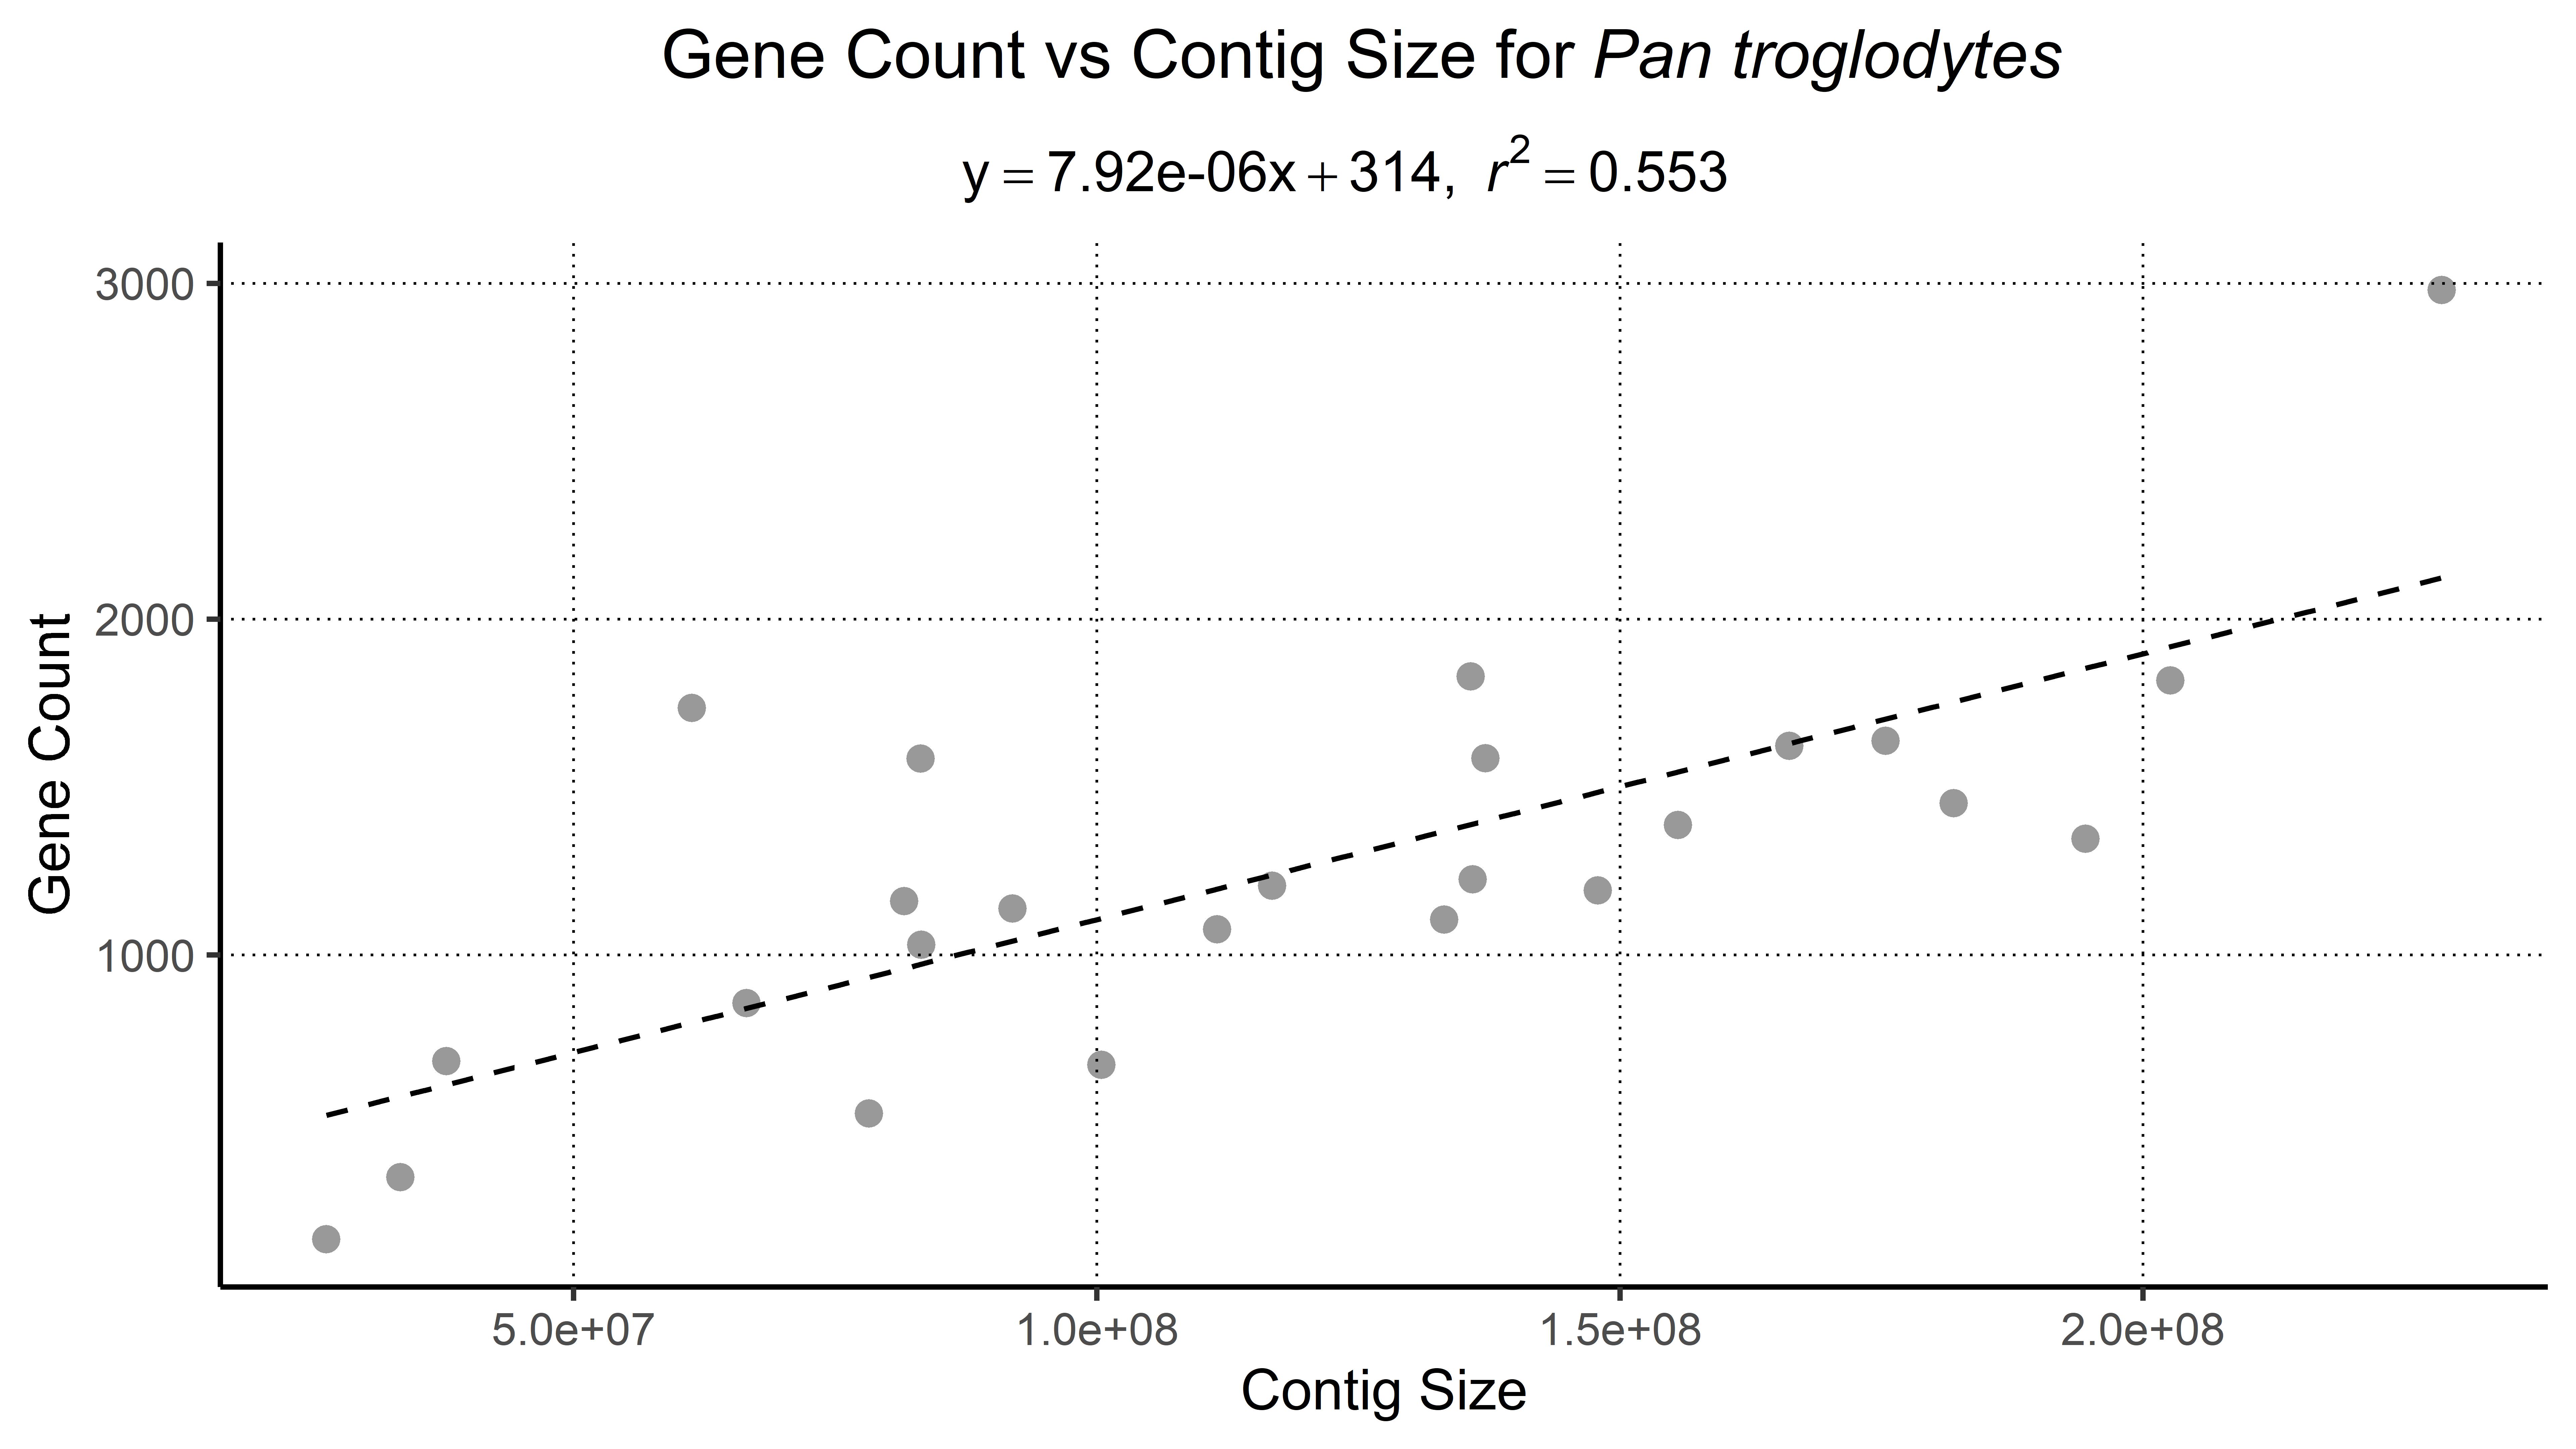 Gene Count vs Contig Size for Pan troglodytes
y = 7.92e-06x + 314, r² = 0.553
3000
2000
1000
Gene Count
5.0e+07 1.0e+08 1.5e+08 2.0e+08
Contig Size